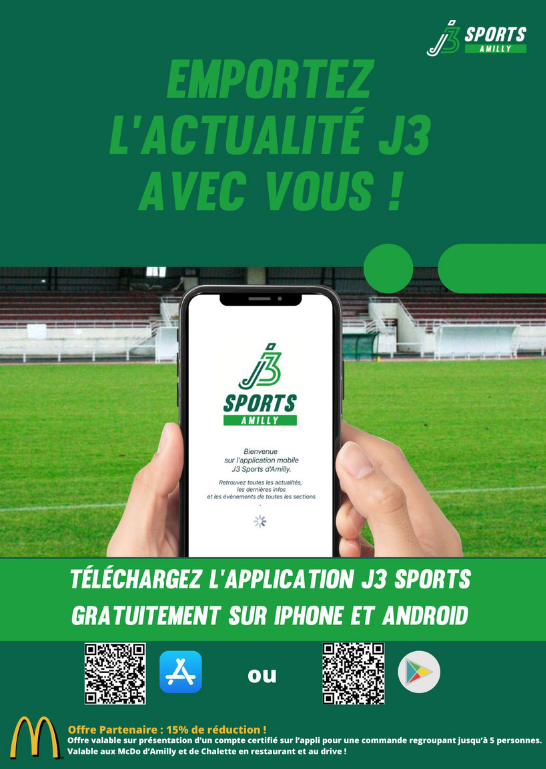 J3 SPORTS
AMILLY
EMPORTEZ
L'ACTUALITÉ J3
AVEC VOUS !
J3
SPORTS
AMILLY
Bienvenue
sur l'application mobile
J3 Sports d'Amilly.
Retrouvez toutes les actualités,
les dernières infos
et les événements de toutes les sections
.
TÉLÉCHARGEZ L'APPLICATION J3 SPORTS
GRATUITEMENT SUR IPHONE ET ANDROID
ou
Offre Partenaire : 15% de réduction !
Offre valable sur présentation d'un compte certifié sur l'appli pour une commande regroupant jusqu'à 5 personnes.
Valable aux McDo d'Amilly et de Chalette en restaurant et au drive !